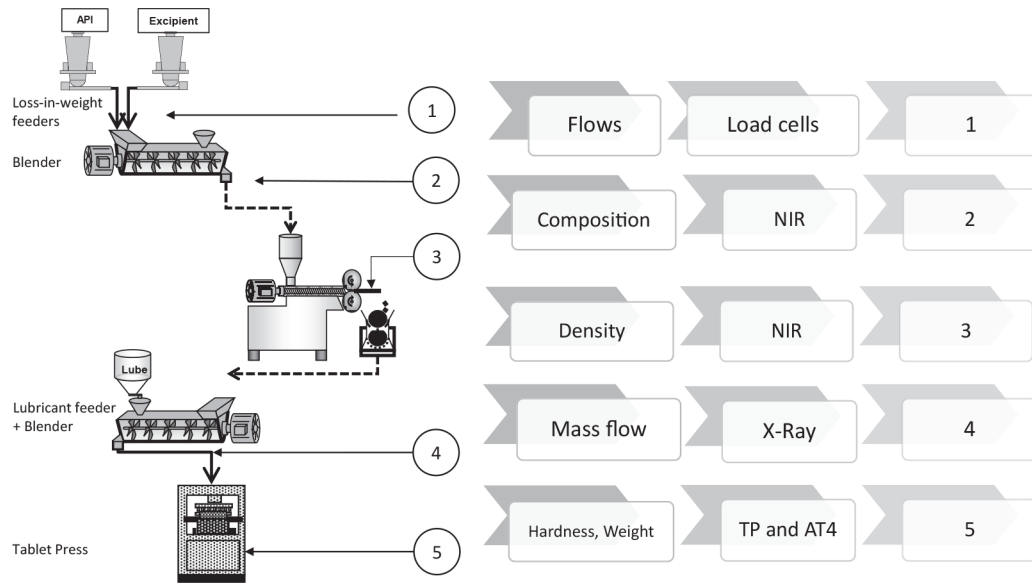 API
Excipient
Loss-in-weight
feeders
1
Blender
2
3
Lube
Lubricant feeder
+ Blender
4
Tablet Press
5
Flows
Load cells
1
Composition
NIR
2
Density
NIR
3
Mass flow
X-Ray
4
Hardness, Weight
TP and AT4
5